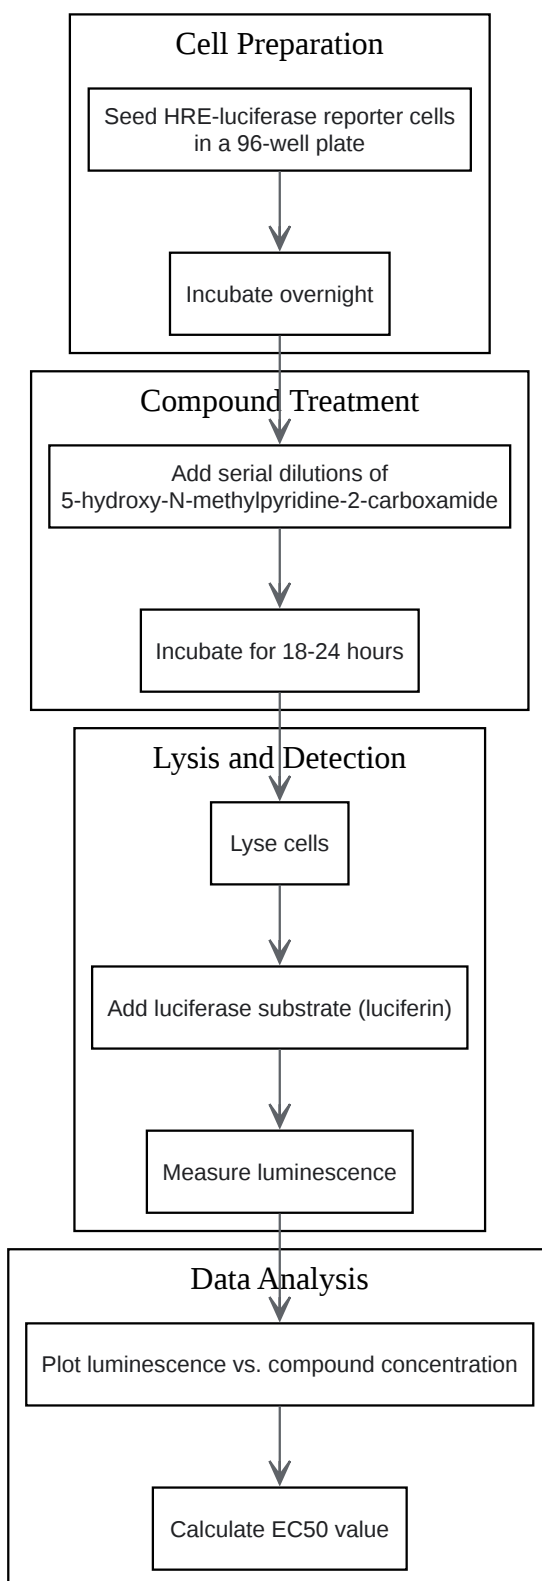 Cell Preparation
Seed HRE-luciferase reporter cells
in a 96-well plate
Incubate overnight
Compound Treatment
Add serial dilutions of
5-hydroxy-N-methylpyridine-2-carboxamide
Incubate for 18-24 hours
Lysis and Detection
Lyse cells
Add luciferase substrate (luciferin)
Measure luminescence
Data Analysis
Plot luminescence vs. compound concentration
Calculate EC50 value